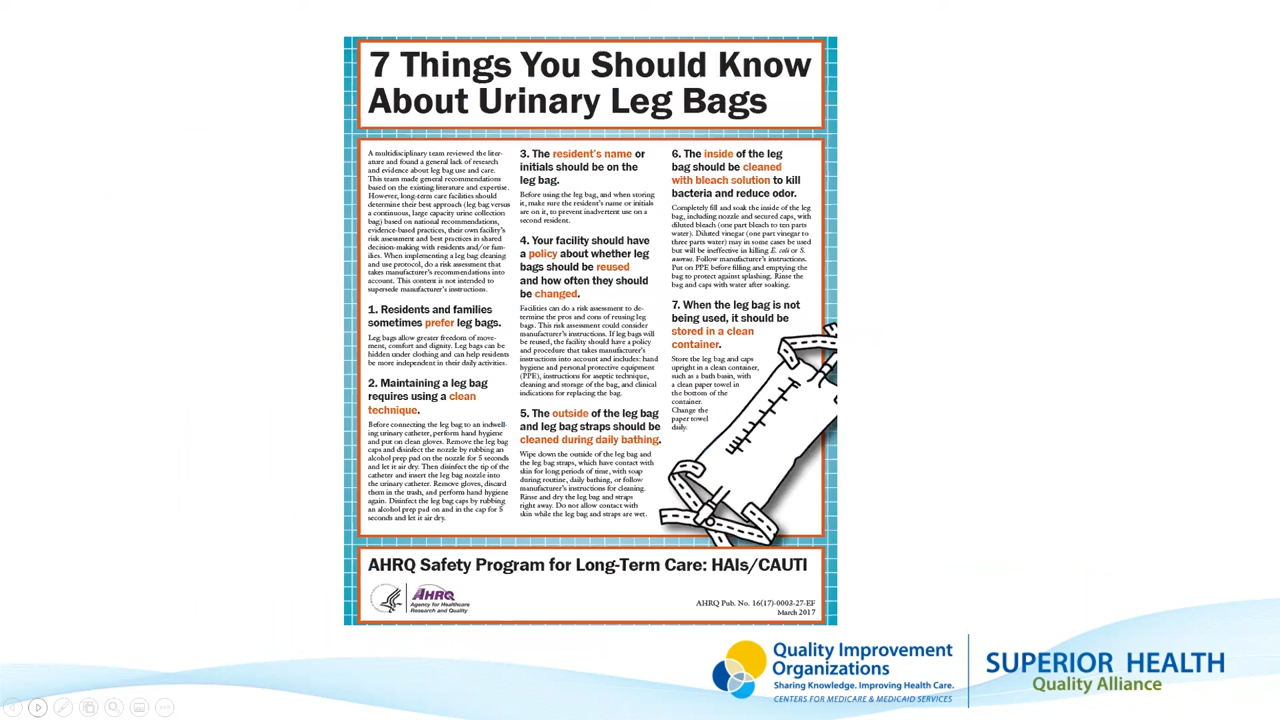 7 Things You Should Know
About Urinary Leg Bags
A multidisciplinary team reviewed the liter-
ature and found a general lack of research
and evidence about leg bag use and care.
This team made general recommendations
based on the existing literature and expertise.
However, long-term care facilities should
determine their best approach (leg bag versus
a continuous, large capacity urine collection
bag) based on national recommendations,
evidence-based practices, their own facility's
risk assessment and best practices in shared
decision-making with residents and/or fam-
ilies. When implementing a leg bag cleaning
and use protocol, do a risk assessment that
takes manufacturer's recommendations into
account. This content is not intended to
supersede manufacturer's instructions.
1. Residents and families
sometimes prefer leg bags.
Leg bags allow greater freedom of move-
ment, comfort and dignity. Leg bags can be
hidden under clothing and can help residents
be more independent in their daily activities.
2. Maintaining a leg bag
requires using a clean
technique.
Before connecting the leg bag to an indwell-
ing urinary catheter, perform hand hygiene
and put on clean gloves. Remove the leg bag
caps and disinfect the nozzle by rubbing an
alcohol prep pad on the nozzle for 5 seconds
and let it air dry. Then disinfect the tip of the
catheter and insert the leg bag nozzle into
the urinary catheter. Remove gloves, discard
them in the trash, and perform hand hygiene
again. Disinfect the leg bag caps by rubbing
an alcohol prep pad on and in the cap for 5
seconds and let it air dry.
3. The resident's name or
initials should be on the
leg bag.
Before using the leg bag, and when storing
it, make sure the resident's name or initials
are on it, to prevent inadvertent use on a
second resident.
4. Your facility should have
a policy about whether leg
bags should be reused
and how often they should
be changed.
Facilities can do a risk assessment to de-
termine the pros and cons of reusing leg
bags. This risk assessment could consider
manufacturer's instructions. If leg bags will
be reused, the facility should have a policy
and procedure that takes manufacturer's
instructions into account and includes: hand
hygiene and personal protective equipment
(PPE), instructions for aseptic technique,
cleaning and storage of the bag, and clinical
indications for replacing the bag.
5. The outside of the leg bag
and leg bag straps should be
cleaned during daily bathing.
Wipe down the outside of the leg bag and
the leg bag straps, which have contact with
skin for long periods of time, with soap
during routine, daily bathing, or follow
manufacturer's instructions for cleaning.
Rinse and dry the leg bag and straps
right away. Do not allow contact with
skin while the leg bag and straps are wet.
6. The inside of the leg
bag should be cleaned
with bleach solution to kill
bacteria and reduce odor.
Completely fill and soak the inside of the leg
bag, including nozzle and secured caps, with
diluted bleach (one part bleach to ten parts
water). Diluted vinegar (one part vinegar to
three parts water) may in some cases be used
but will be ineffective in killing E. coli or S.
aureus. Follow manufacturer's instructions.
Put on PPE before filling and emptying the
bag to protect against splashing. Rinse the
bag and caps with water after soaking.
7. When the leg bag is not
being used, it should be
stored in a clean
container.
Store the leg bag and caps
upright in a clean container,
such as a bath basin, with
a clean paper towel in
the bottom of the
container.
Change the
paper towel
daily.
AHRQ Safety Program for Long-Term Care: HAIs/CAUTI
AHRQ
Agency for Healthcare
Research and Quality
AHRQ Pub. No. 16(17)-0003-27-EF
March 2017
Quality Improvement
Organizations
Sharing Knowledge. Improving Health Care.
CENTERS FOR MEDICARE & MEDICAID SERVICES
SUPERIOR HEALTH
Quality Alliance